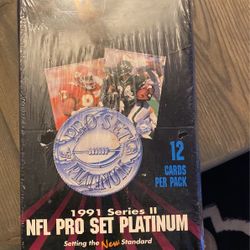 PRO SET
PLATINUM
12
CARDS
PER PACK
1991 Series II
NFL PRO SET PLATINUM
Setting the New Standard